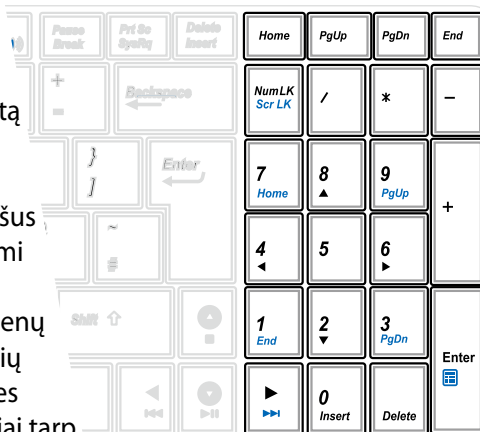 Pause Prt Sc Delete Home PgUp PgDn End
Break SysRq Insert
+ Backspace Num LK / * −
= Scr LK
tą
} Enter 7 8 9 +
] Home PgUp
šus
mi
~ 4 5 6
#
enų
Shift 1 2 3 Enter
End PgDn
ių
es
0
Insert Delete
iai tarp